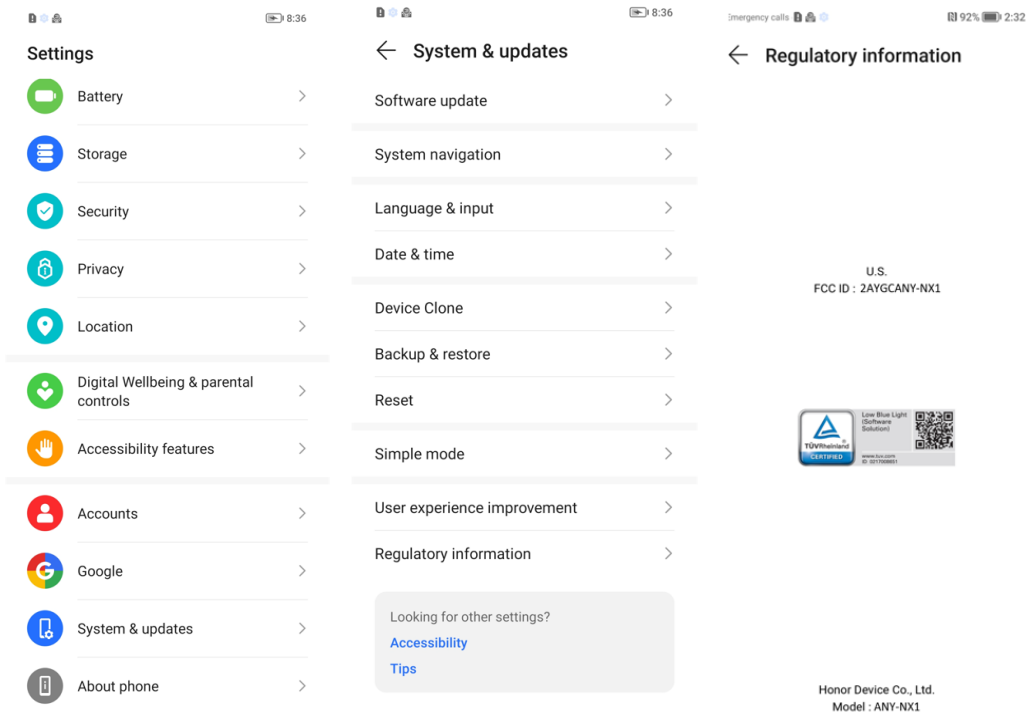 8:36
Settings
Battery
Storage
Security
Privacy
Location
Digital Wellbeing & parental
controls
Accessibility features
Accounts
Google
System & updates
About phone
8:36
System & updates
Software update
System navigation
Language & input
Date & time
Device Clone
Backup & restore
Reset
Simple mode
User experience improvement
Regulatory information
Looking for other settings?
Accessibility
Tips
Emergency calls 92% 2:32
Regulatory information
U.S.
FCC ID : 2AYGCANY-NX1
TÜVRheinland
CERTIFIED
Low Blue Light
(Software
Solution)
www.tuv.com
Honor Device Co., Ltd.
Model : ANY-NX1